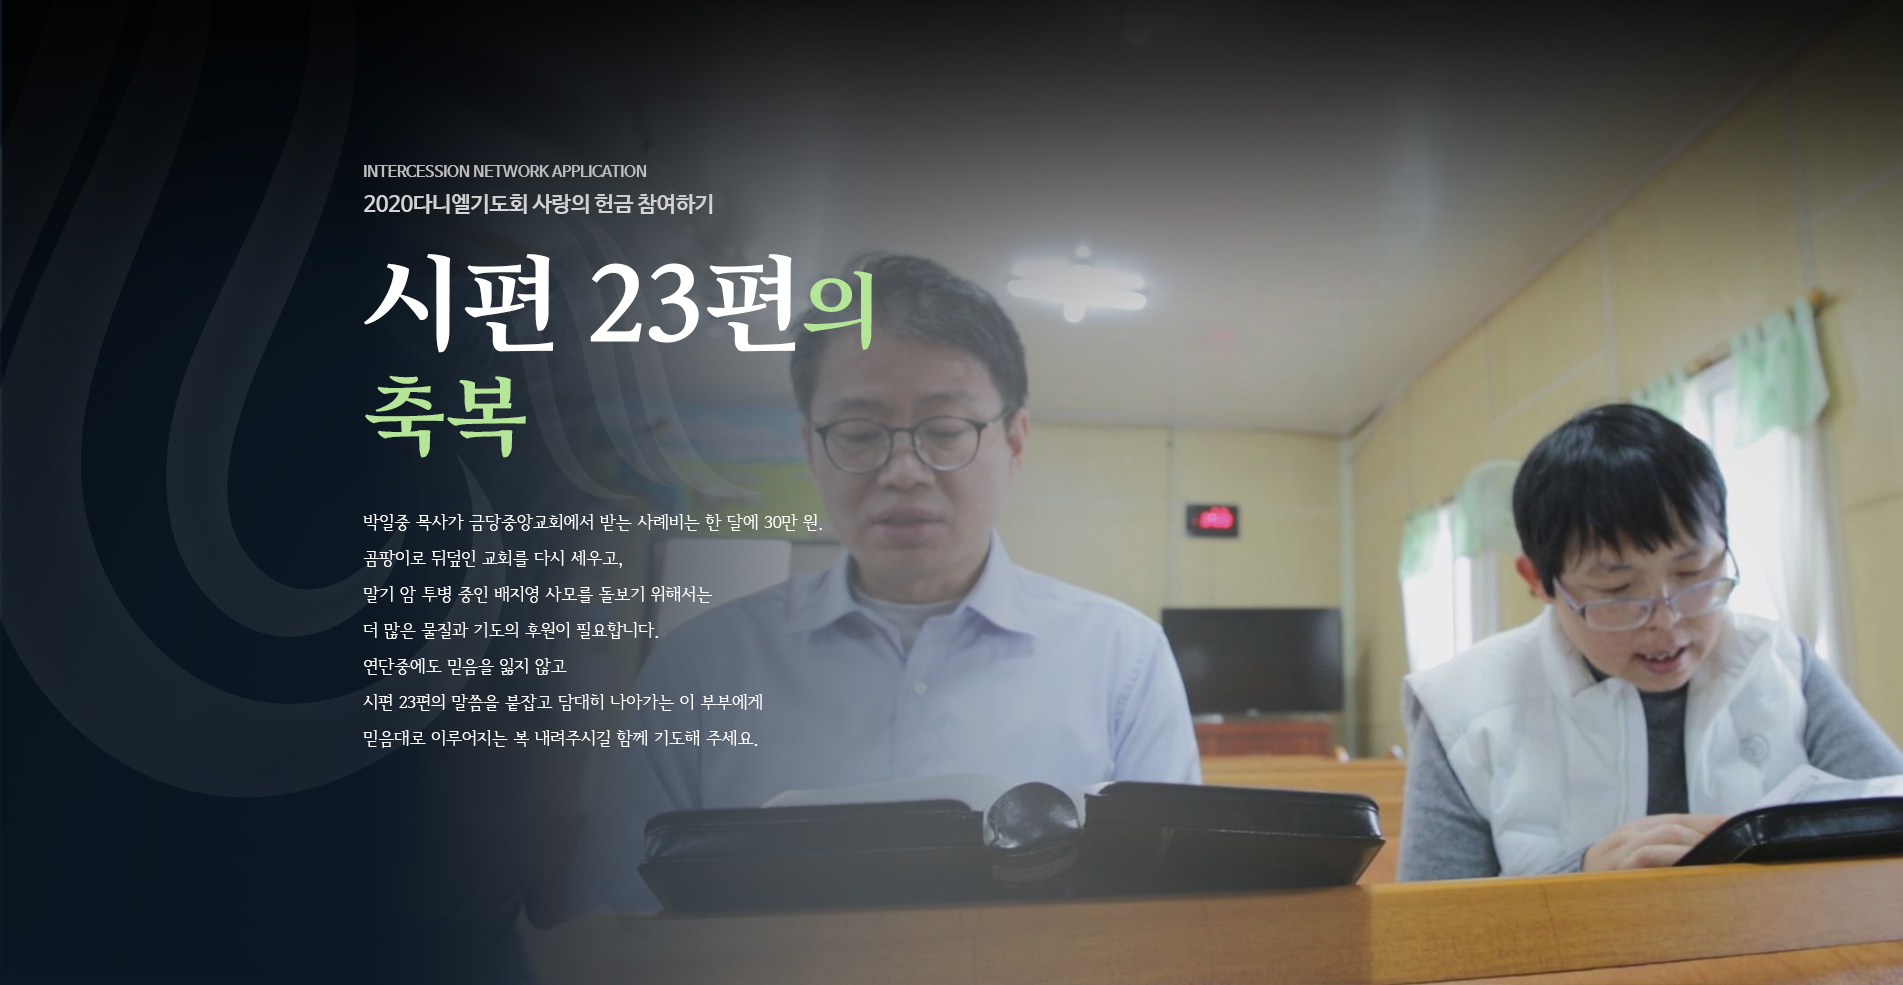 INTERCESSION NETWORK APPLICATION
2020다니엘기도회 사랑의 헌금 참여하기
시편 23편의
축복
박일중 목사가 금당중앙교회에서 받는 사례비는 한 달에 30만 원.
곰팡이로 뒤덮인 교회를 다시 세우고,
말기 암 투병 중인 배지영 사모를 돌보기 위해서는
더 많은 물질과 기도의 후원이 필요합니다.
연단중에도 믿음을 잃지 않고
시편 23편의 말씀을 붙잡고 담대히 나아가는 이 부부에게
믿음대로 이루어지는 복 내려주시길 함께 기도해 주세요.